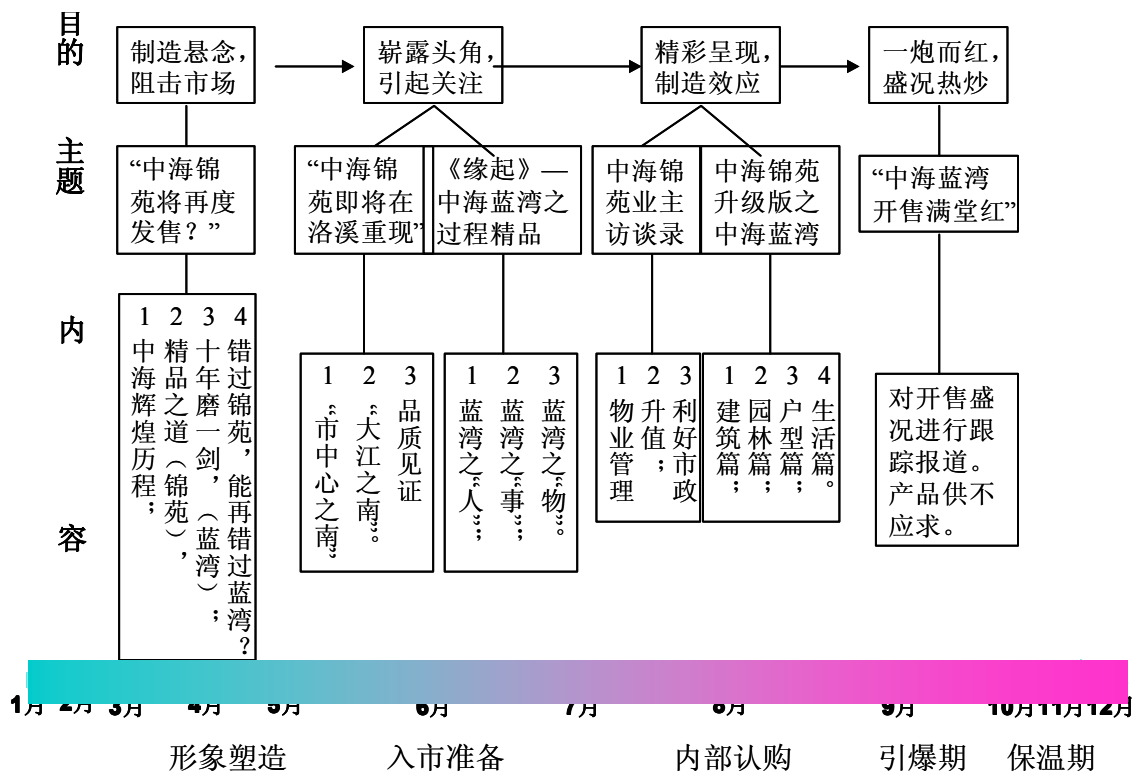 目的
制造悬念，
阻击市场
崭露头角，
引起关注
精彩呈现，
制造效应
一炮而红，
盛况热炒
主题
“中海锦
苑将再度
发售？”
“中海锦
苑即将在
洛溪重现”
《缘起》—
中海蓝湾之
过程精品
中海锦
苑业主
访谈录
中海锦苑
升级版之
中海蓝湾
“中海蓝湾
开售满堂红”
内容
1 中海辉煌历程；
2 精品之道（锦苑），
3 十年磨一剑，（蓝湾）；
4 错过锦苑，能再错过蓝湾？
1 “市中心之南”
2 “大江之南”。
3 品质见证
1 蓝湾之“人”；
2 蓝湾之“事”；
3 蓝湾之“物”。
1 物业管理
2 升值；
3 利好市政
1 建筑篇；
2 园林篇；
3 户型篇；
4 生活篇。
对开售盛
况进行跟
踪报道。
产品供不
应求。
1月 2月 3月 4月 5月 6月 7月 8月 9月 10月 11月 12月
形象塑造 入市准备 内部认购 引爆期 保温期